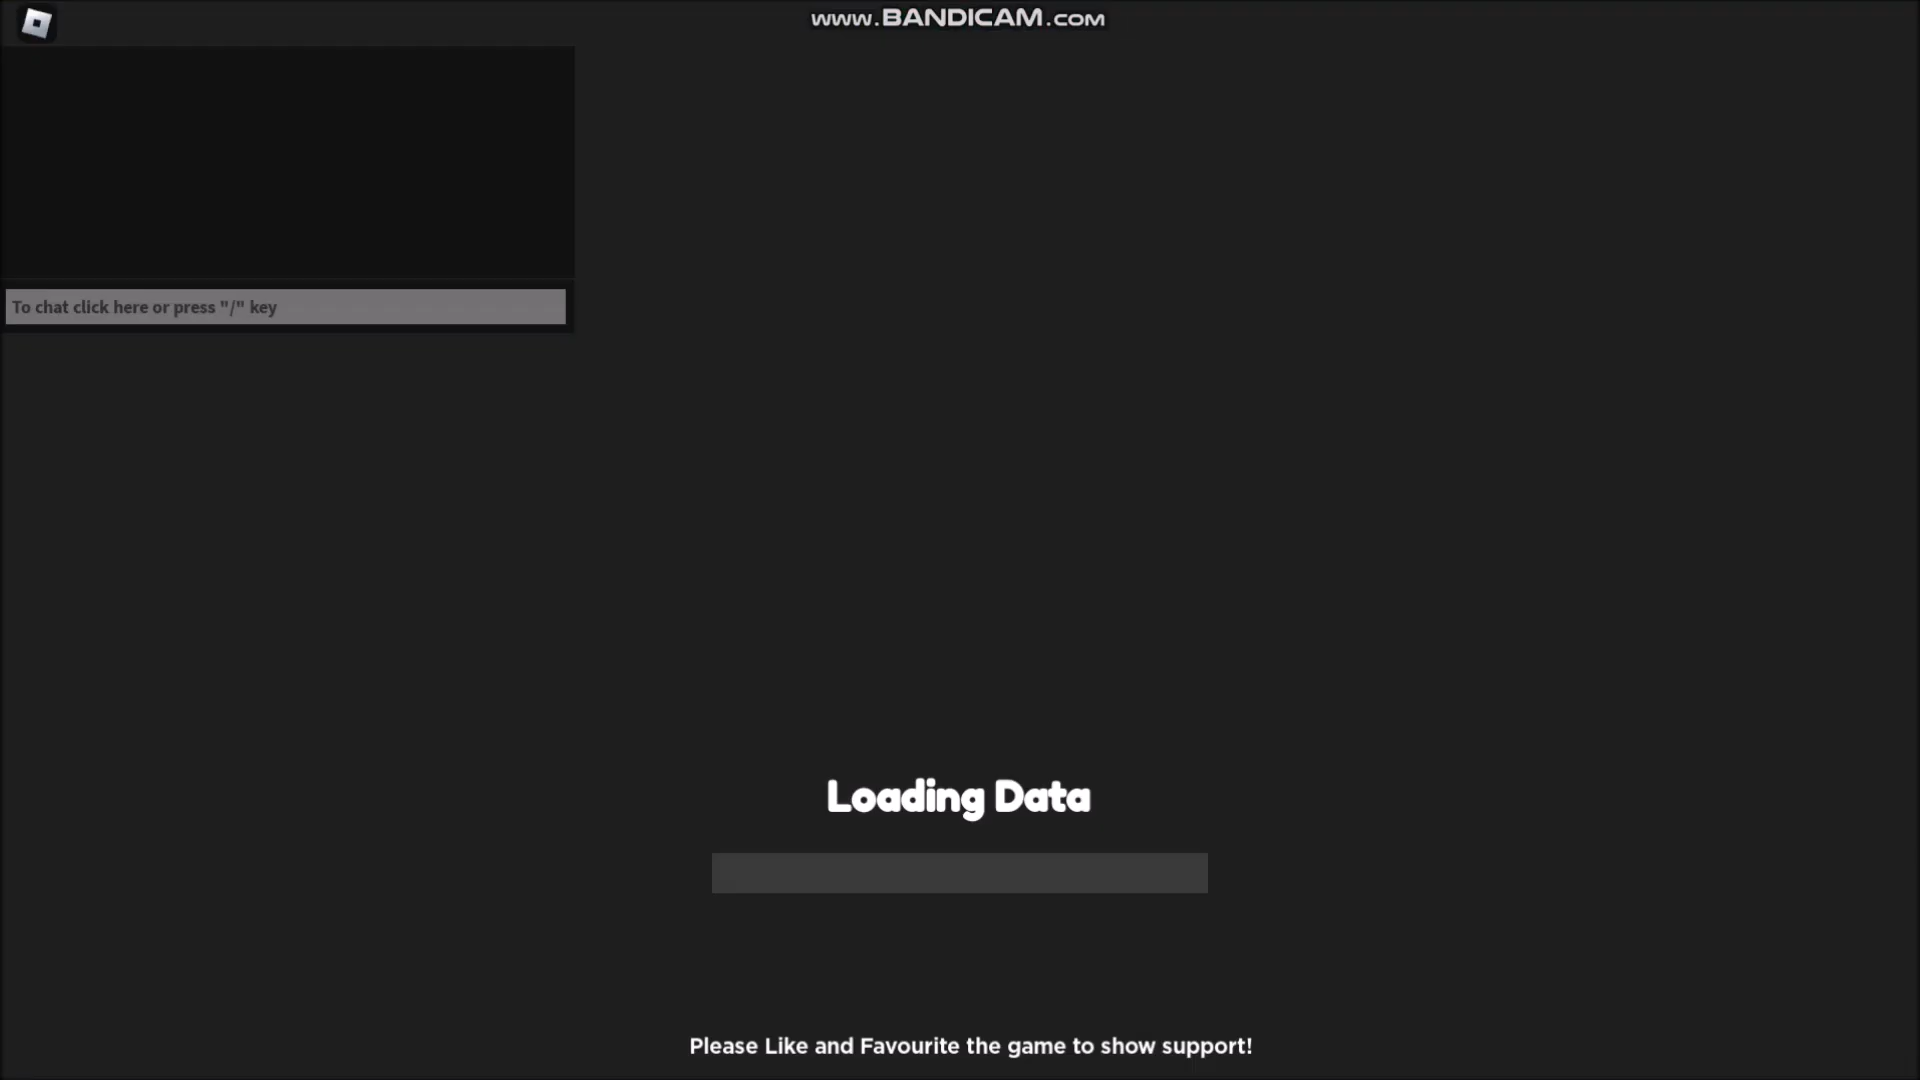 www.BANDICAM.com
To chat click here or press "/" key
Loading Data
Please Like and Favourite the game to show support!